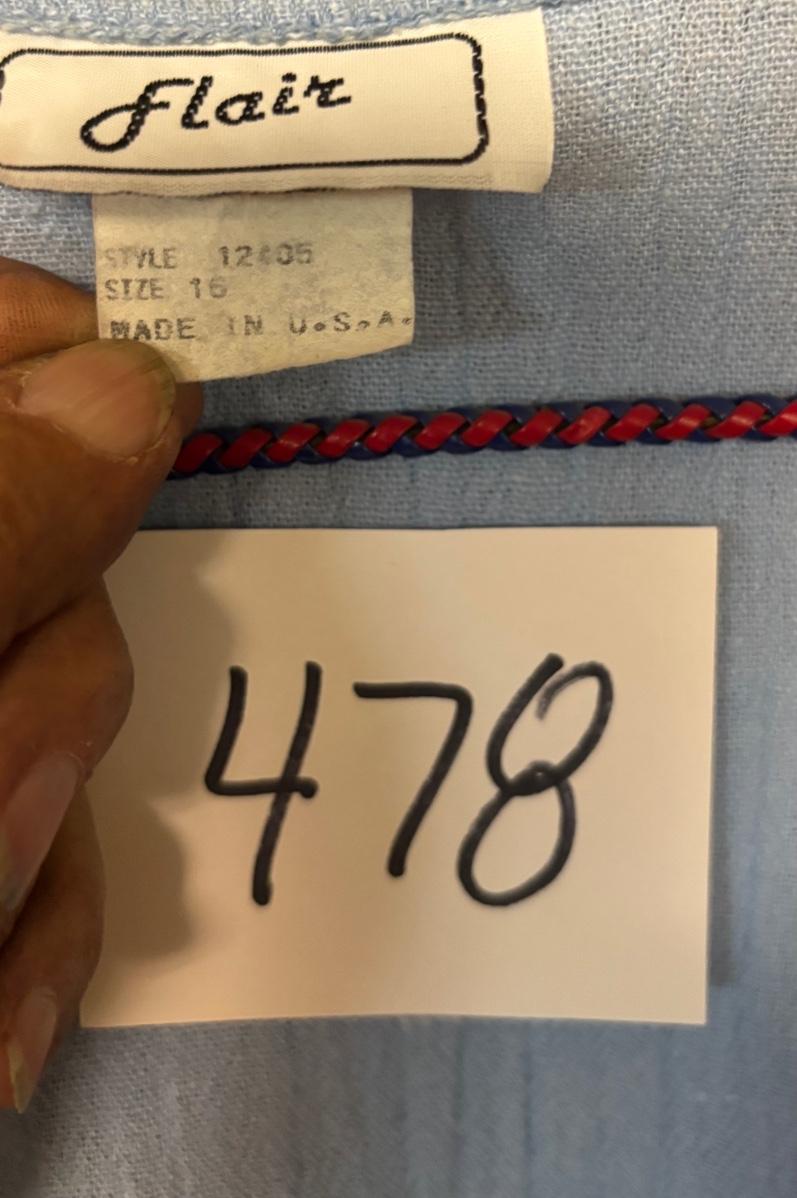 Flair
STYLE 12405
SIZE 16
MADE IN U.S.A.
478